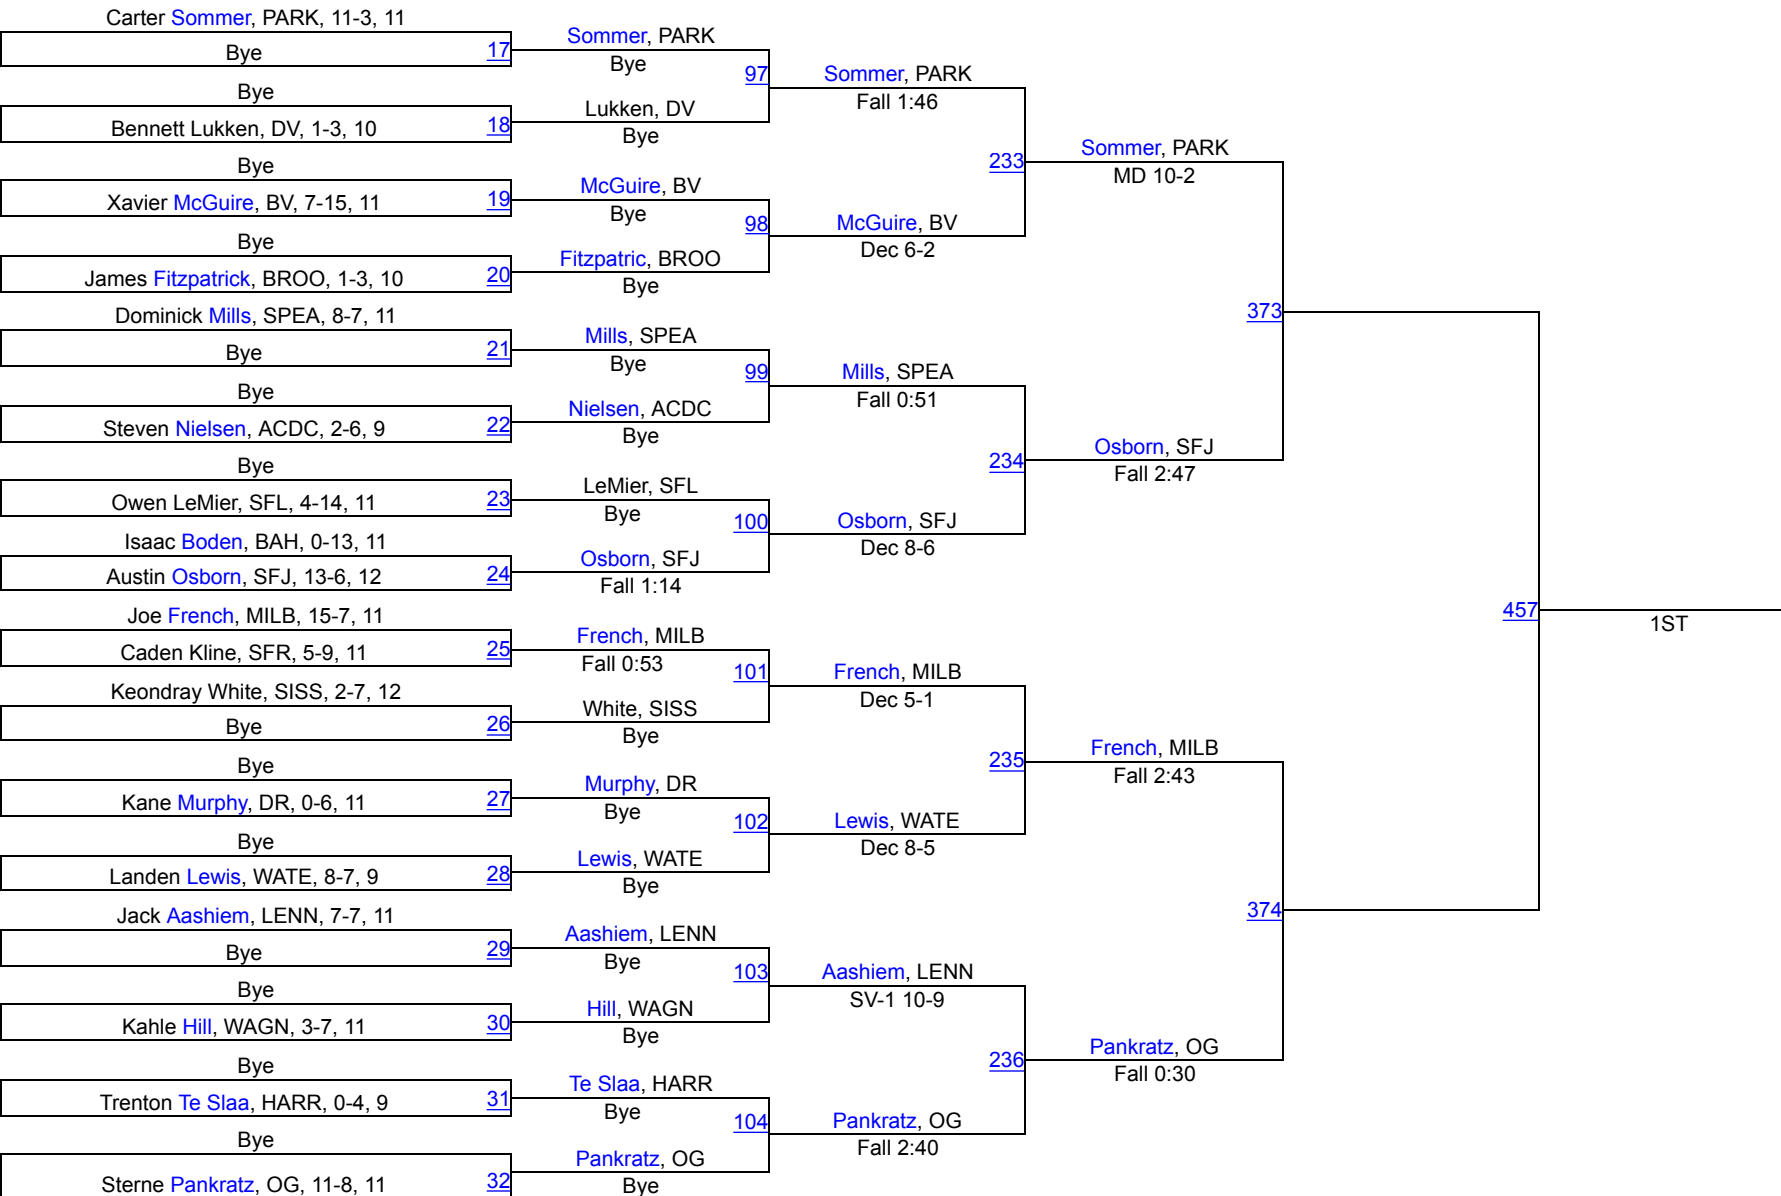 Carter Sommer, PARK, 11-3, 11
Bye
17
Bye
Bennett Lukken, DV, 1-3, 10
18
Bye
Xavier McGuire, BV, 7-15, 11
19
Bye
James Fitzpatrick, BROO, 1-3, 10
20
Dominick Mills, SPEA, 8-7, 11
Bye
21
Bye
Steven Nielsen, ACDC, 2-6, 9
22
Bye
Owen LeMier, SFL, 4-14, 11
23
Isaac Boden, BAH, 0-13, 11
Austin Osborn, SFJ, 13-6, 12
24
Joe French, MILB, 15-7, 11
Caden Kline, SFR, 5-9, 11
25
Keondray White, SISS, 2-7, 12
Bye
26
Bye
Kane Murphy, DR, 0-6, 11
27
Bye
Landen Lewis, WATE, 8-7, 9
28
Jack Aashiem, LENN, 7-7, 11
Bye
29
Bye
Kahle Hill, WAGN, 3-7, 11
30
Bye
Trenton Te Slaa, HARR, 0-4, 9
31
Bye
Sterne Pankratz, OG, 11-8, 11
32
Sommer, PARK
Bye
97
Lukken, DV
Bye
McGuire, BV
Bye
98
Fitzpatric, BROO
Bye
Mills, SPEA
Bye
99
Nielsen, ACDC
Bye
LeMier, SFL
Bye
100
Osborn, SFJ
Fall 1:14
French, MILB
Fall 0:53
101
White, SISS
Bye
Murphy, DR
Bye
102
Lewis, WATE
Bye
Aashiem, LENN
Bye
103
Hill, WAGN
Bye
Te Slaa, HARR
Bye
104
Pankratz, OG
Bye
Sommer, PARK
Fall 1:46
233
McGuire, BV
Dec 6-2
Mills, SPEA
Fall 0:51
234
Osborn, SFJ
Dec 8-6
French, MILB
Dec 5-1
235
Lewis, WATE
Dec 8-5
Aashiem, LENN
SV-1 10-9
236
Pankratz, OG
Fall 2:40
Sommer, PARK
MD 10-2
373
Osborn, SFJ
Fall 2:47
French, MILB
Fall 2:43
374
Pankratz, OG
Fall 0:30
457
1ST